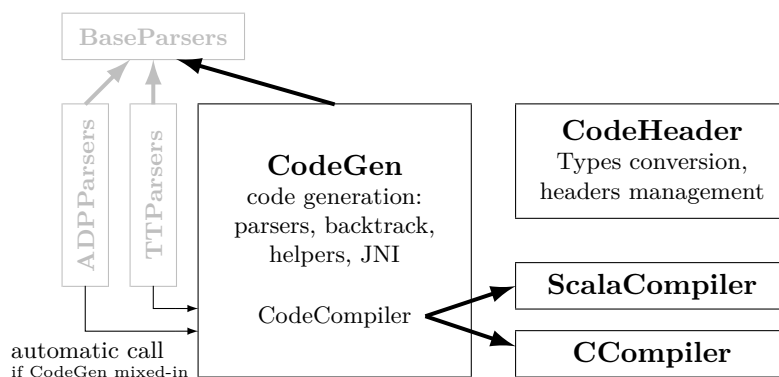 BaseParsers
ADPParsers
TTParsers
CodeGen
code generation:
parsers, backtrack,
helpers, JNI
CodeCompiler
CodeHeader
Types conversion,
headers management
ScalaCompiler
CCompiler
automatic call
if CodeGen mixed-in